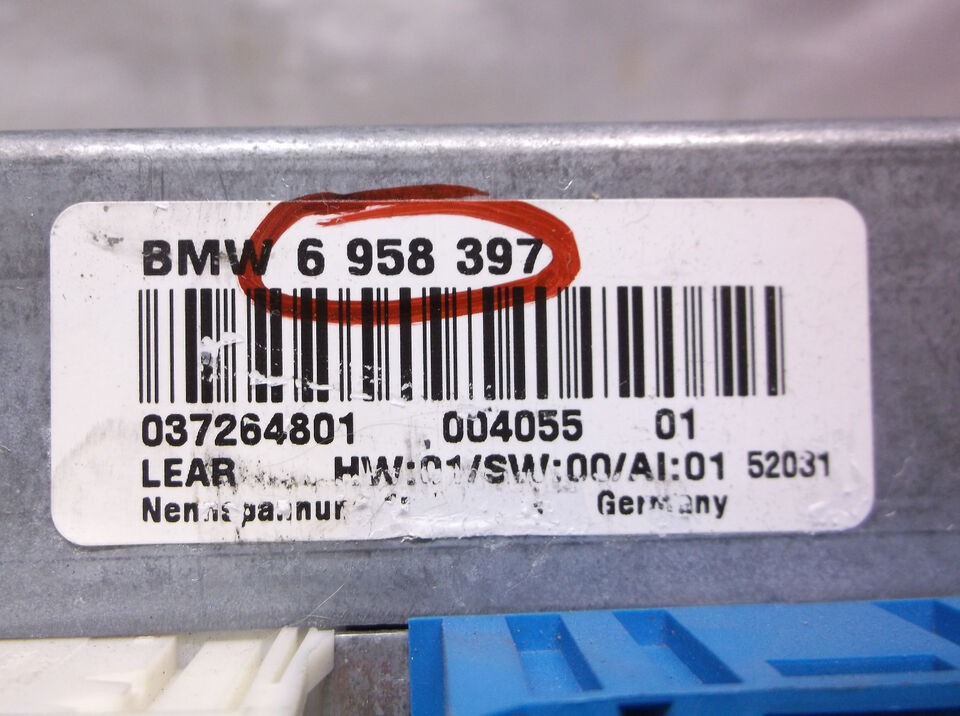 BMW 6 958 397
037264801 004055 01
LEAR HW:01/SW:00/AI:01 52031
Germany